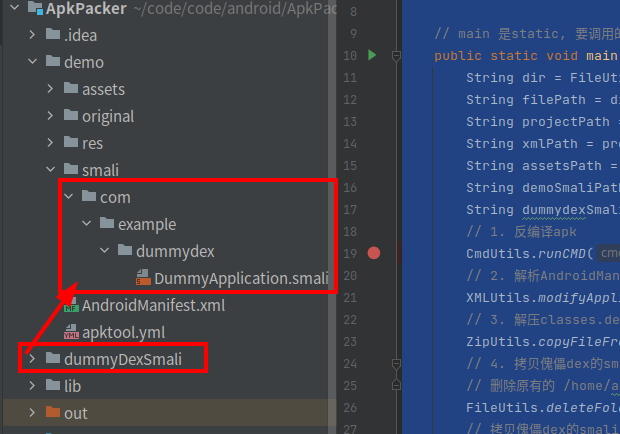 ApkPacker ~/code/code/android/ApkPac
.idea
demo
assets
original
res
smali
com
example
dummydex
DummyApplication.smali
AndroidManifest.xml
apktool.yml
dummyDexSmali
lib
out
8
9 // main 是static, 要调用的
10 public static void main
11 String dir = FileUti
12 String filePath = di
13 String projectPath =
14 String xmlPath = pro
15 String assetsPath =
16 String demoSmaliPath
17 String dummydexSmali
18 // 1. 反编译apk
19 CmdUtils.runCMD( cmd
20 // 2. 解析AndroidMan
21 XMLUtils.modifyAppli
22 // 3. 解压classes.de
23 ZipUtils.copyFileFro
24 // 4. 拷贝傀儡dex的sm
25 // 删除原有的 /home/a
26 FileUtils.deleteFol
27 // 拷贝傀儡dex的smali